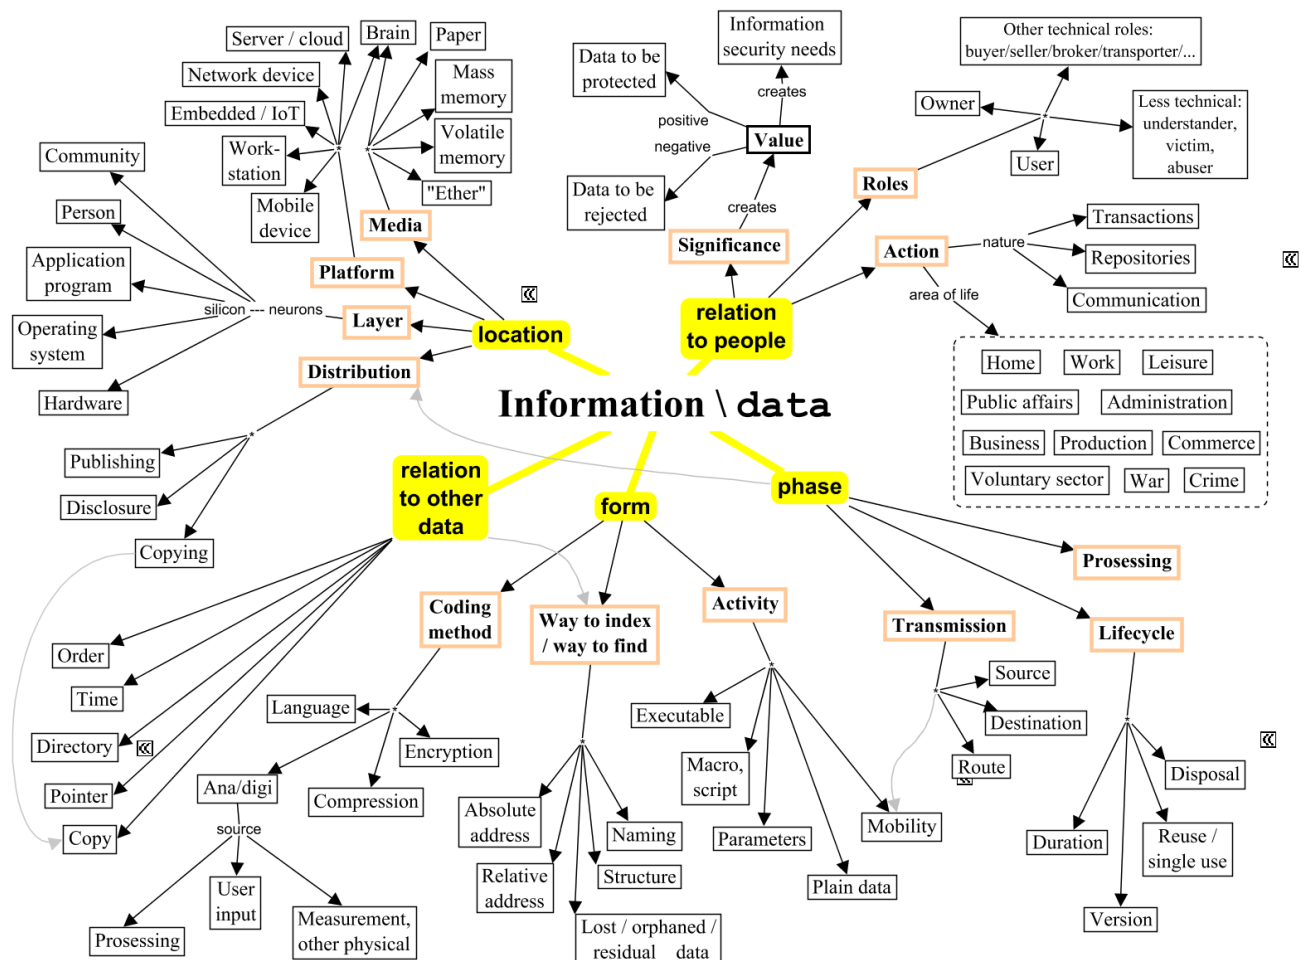 Server / cloud
Brain
Paper
Network device
Mass
memory
Embedded / IoT
Volatile
memory
Work-
station
"Ether"
Mobile
device
Media
Platform
Community
Person
Application
program
silicon --- neurons
Layer
Operating
system
Hardware
Distribution
location
Publishing
Disclosure
Copying
Information
security needs
Data to be
protected
creates
positive
negative
Value
Data to be
rejected
creates
Significance
relation
to people
Other technical roles:
buyer/seller/broker/transporter/...
Owner
User
Less technical:
understander,
victim,
abuser
Roles
Action
nature
Transactions
Repositories
Communication
area of life
Home
Work
Leisure
Public affairs
Administration
Business
Production
Commerce
Voluntary sector
War
Crime
Information \ data
relation
to other
data
form
phase
Order
Time
Directory
Pointer
Copy
Coding
method
Language
Encryption
Ana/digi
Compression
source
Prosessing
User
input
Measurement,
other physical
Way to index
/ way to find
Absolute
address
Naming
Relative
address
Structure
Lost / orphaned /
residual data
Activity
Executable
Macro,
script
Parameters
Plain data
Mobility
Transmission
Source
Destination
Route
Prosessing
Lifecycle
Disposal
Duration
Reuse /
single use
Version